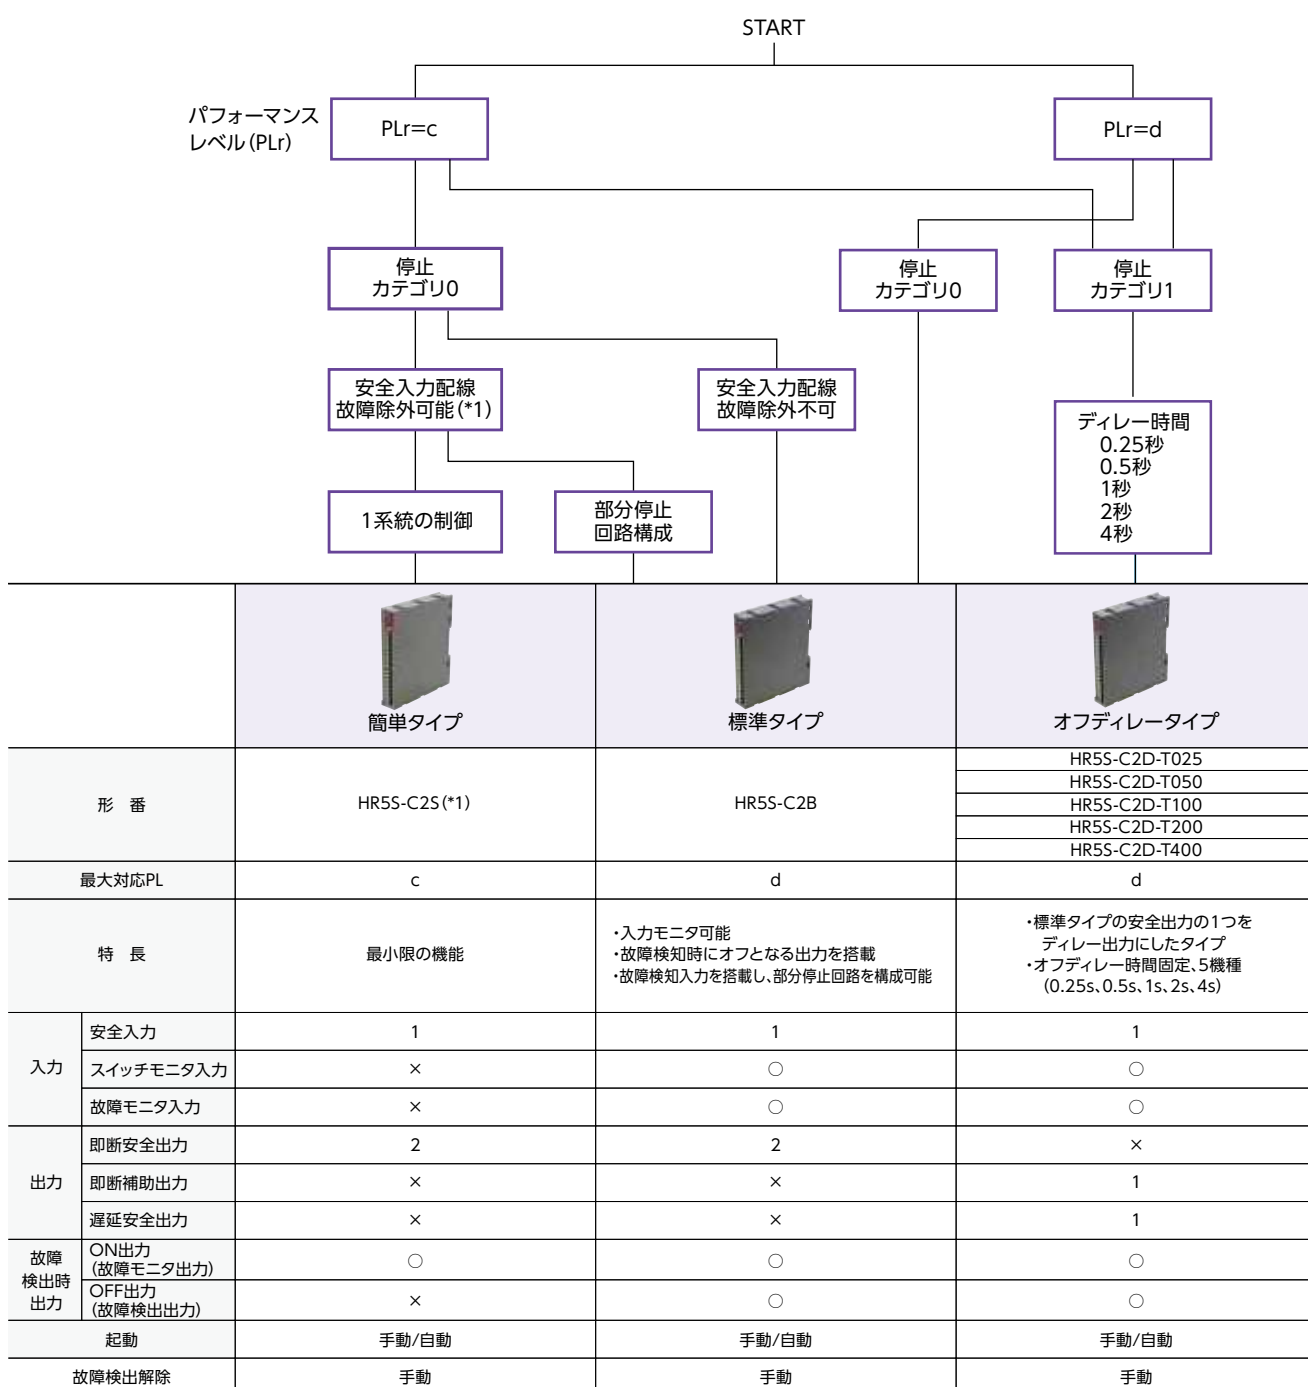 START
パフォーマンス
レベル(PLr)
PLr=c
PLr=d
停止
カテゴリ0
停止
カテゴリ0
停止
カテゴリ1
安全入力配線
故障除外可能(*1)
安全入力配線
故障除外不可
ディレー時間
0.25秒
0.5秒
1秒
2秒
4秒
1系統の制御
部分停止
回路構成
簡単タイプ
標準タイプ
オフディレータイプ
形 番
HR5S-C2S(*1)
HR5S-C2B
HR5S-C2D-T025
HR5S-C2D-T050
HR5S-C2D-T100
HR5S-C2D-T200
HR5S-C2D-T400
最大対応PL
c
d
d
特 長
最小限の機能
・入力モニタ可能
・故障検知時にオフとなる出力を搭載
・故障検知入力を搭載し、部分停止回路を構成可能
・標準タイプの安全出力の1つを
ディレー出力にしたタイプ
・オフディレー時間固定、5機種
(0.25s、0.5s、1s、2s、4s)
入力
安全入力
1
1
1
スイッチモニタ入力
×
○
○
故障モニタ入力
×
○
○
出力
即断安全出力
2
2
×
即断補助出力
×
×
1
遅延安全出力
×
×
1
故障
検出時
出力
ON出力
(故障モニタ出力)
○
○
○
OFF出力
(故障検出出力)
×
○
○
起動
手動/自動
手動/自動
手動/自動
故障検出解除
手動
手動
手動